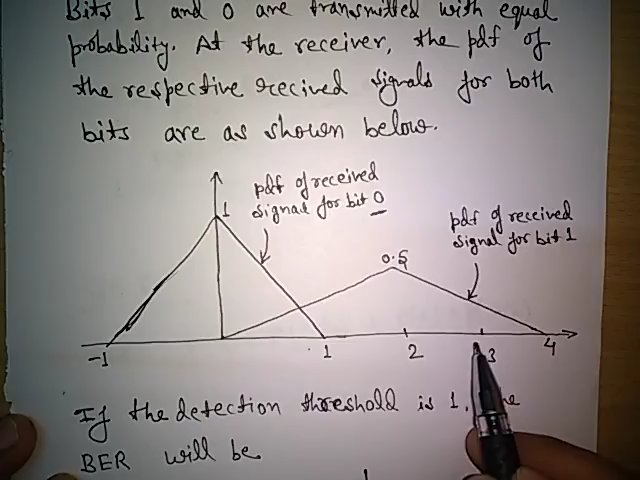 Bits 1 and 0 are transmitted with equal
probability. At the receiver, the pdf of
the respective recived signals for both
bits are as shown below.
pdf of received
signal for bit 0
1
pdf of received
signal for bit 1
0.5
-1 1 2 3 4
If the detection threshold is 1,
BER will be